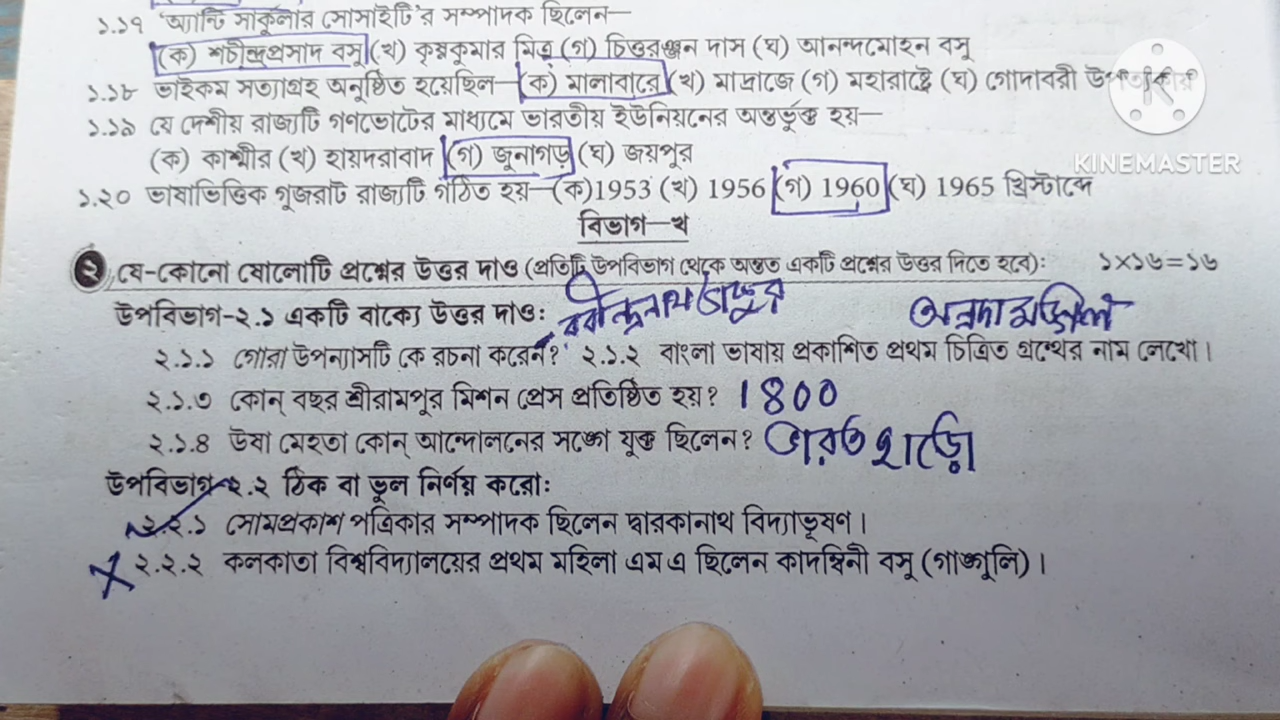 ১.১৭ 'অ্যান্টি সার্কুলার সোসাইটি'র সম্পাদক ছিলেন—
(ক) শচীন্দ্রপ্রসাদ বসু (খ) কৃষ্ণকুমার মিত্র (গ) চিত্তরঞ্জন দাস (ঘ) আনন্দমোহন বসু
১.১৮ ভাইকম সত্যাগ্রহ অনুষ্ঠিত হয়েছিল—(ক) মালাবারে (খ) মাদ্রাজে (গ) মহারাষ্ট্রে (ঘ) গোদাবরী উপত্যকায়
KINEMASTER
১.১৯ যে দেশীয় রাজ্যটি গণভোটের মাধ্যমে ভারতীয় ইউনিয়নের অন্তর্ভুক্ত হয়—
(ক) কাশ্মীর (খ) হায়দরাবাদ (গ) জুনাগড় (ঘ) জয়পুর
১.২০ ভাষাভিত্তিক গুজরাট রাজ্যটি গঠিত হয়—(ক)1953 (খ) 1956 (গ) 1960 (ঘ) 1965 খ্রিস্টাব্দে
বিভাগ—খ
২ যে-কোনো ষোলোটি প্রশ্নের উত্তর দাও (প্রতিটি উপবিভাগ থেকে অন্তত একটি প্রশ্নের উত্তর দিতে হবে): ১×১৬=১৬
উপবিভাগ-২.১ একটি বাক্যে উত্তর দাও: রবীন্দ্রনাথ ঠাকুর অন্নদামঙ্গল
২.১.১ গোরা উপন্যাসটি কে রচনা করেন? ২.১.২ বাংলা ভাষায় প্রকাশিত প্রথম চিত্রিত গ্রন্থের নাম লেখো।
২.১.৩ কোন্ বছর শ্রীরামপুর মিশন প্রেস প্রতিষ্ঠিত হয়? 1800
২.১.৪ উষা মেহতা কোন্ আন্দোলনের সঙ্গে যুক্ত ছিলেন? ভারত ছাড়ো
উপবিভাগ-২.২ ঠিক বা ভুল নির্ণয় করো:
২.২.১ সোমপ্রকাশ পত্রিকার সম্পাদক ছিলেন দ্বারকানাথ বিদ্যাভূষণ।
২.২.২ কলকাতা বিশ্ববিদ্যালয়ের প্রথম মহিলা এম এ ছিলেন কাদম্বিনী বসু (গাঙ্গুলি)।